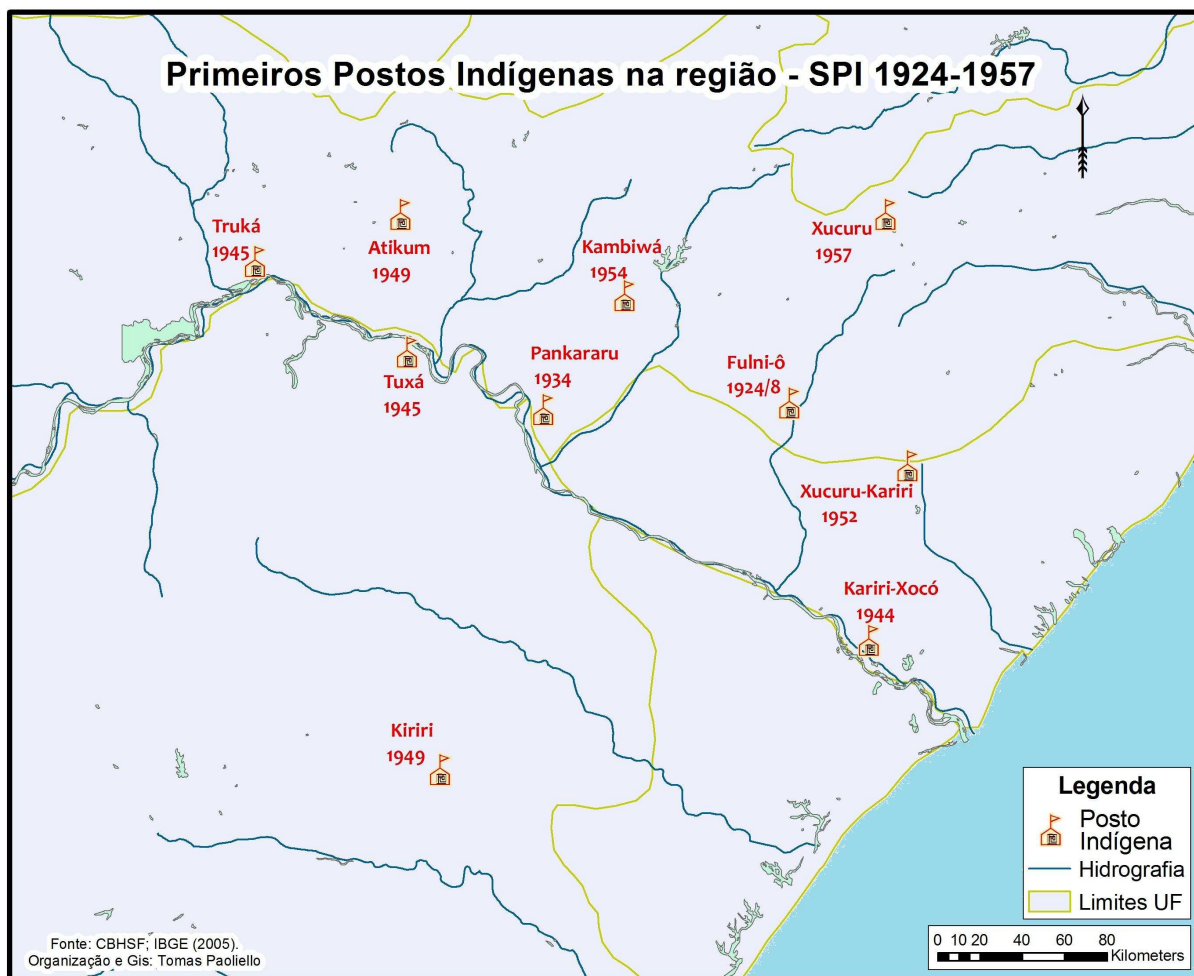 Primeiros Postos Indígenas na região - SPI 1924-1957
Truká
1945
Atikum
1949
Kambiwá
1954
Xucuru
1957
Tuxá
1945
Pankararu
1934
Fulni-ô
1924/8
Xucuru-Kariri
1952
Kariri-Xocó
1944
Kiriri
1949
Legenda
Posto
Indígena
Hidrografia
Limites UF
0 10 20 40 60 80
Kilometers
Fonte: CBHSF; IBGE (2005).
Organização e Gis: Tomas Paoliello